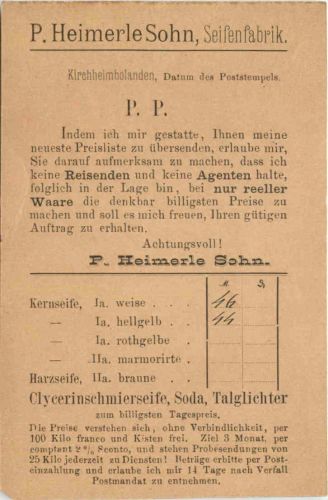 P. Heimerle Sohn, Seifenfabrik.
Kirchheimbolanden, Datum des Poststempels.
P. P.
Indem ich mir gestatte, Ihnen meine
neueste Preisliste zu übersenden, erlaube mir,
Sie darauf aufmerksam zu machen, dass ich
keine Reisenden und keine Agenten halte,
folglich in der Lage bin, bei nur reeller
Waare die denkbar billigsten Preise zu
machen und soll es mich freuen, Ihren gütigen
Auftrag zu erhalten.
Achtungsvoll!
P. Heimerle Sohn.
Kernseife, Ia. weise . . . 46
— Ia. hellgelb . . 44
— Ia. rothgelbe .
— IIa. marmorirte .
Harzseife, IIa. braune . .
Glycerinschmierseife, Soda, Talglichter
zum billigsten Tagespreis.
Die Preise verstehen sich, ohne Verbindlichkeit, per
100 Kilo franco und Kisten frei. Ziel 3 Monat, per
comptant 2 % Sconto, und stehen Probesendungen von
25 Kilo jederzeit zu Diensten! Beträge erbitte per Post-
einzahlung und erlaube ich mir 14 Tage nach Verfall
Postmandat zu entnehmen.